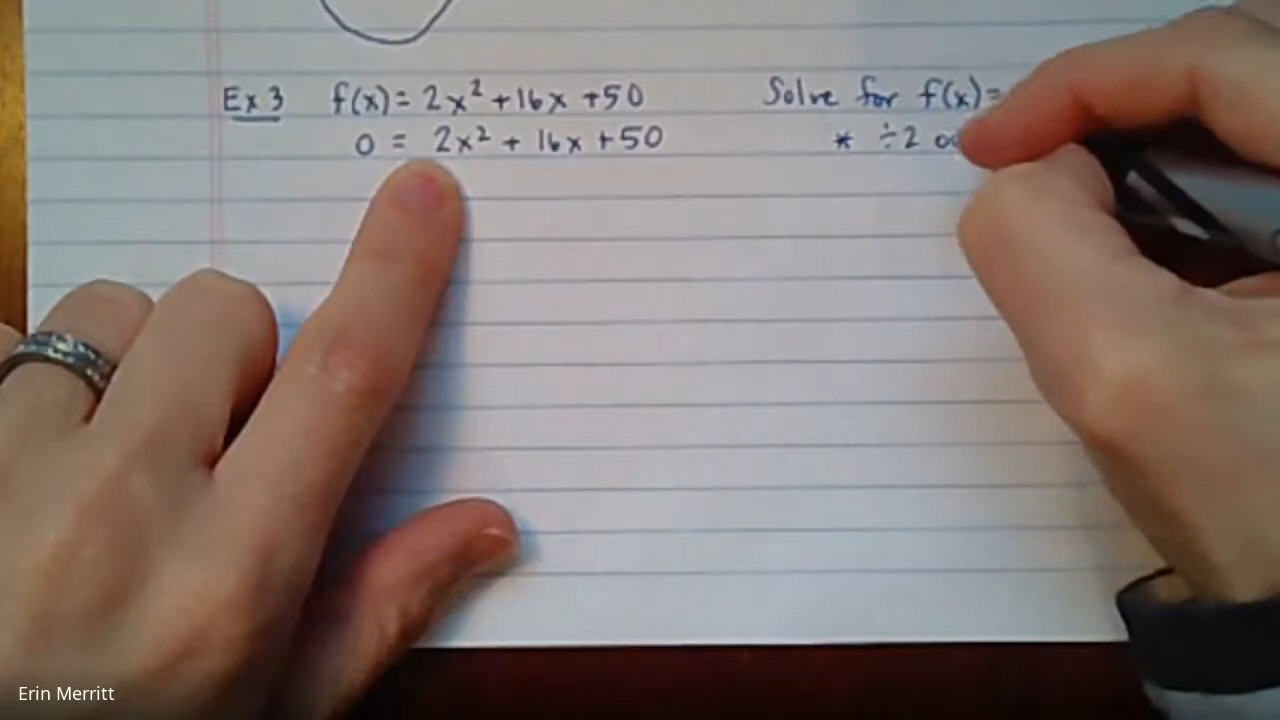 Ex 3 f(x) = 2x² + 16x + 50 Solve for f(x) =
0 = 2x² + 16x + 50 * ÷2
Erin Merritt